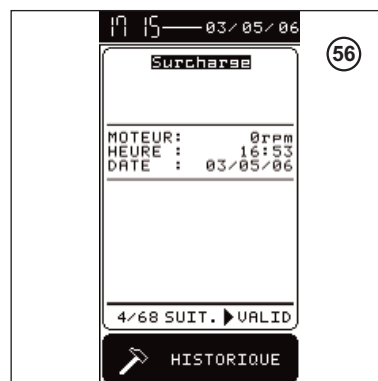 17 15 03/05/06
56
Surcharge
MOTEUR: 0rpm
HEURE : 16:53
DATE : 03/05/06
4/68 SUIT. ▶ VALID
HISTORIQUE